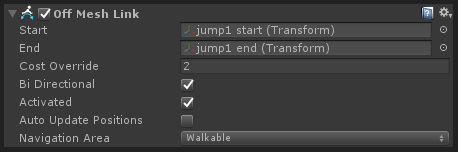 Off Mesh Link
Start jump1 start (Transform)
End jump1 end (Transform)
Cost Override 2
Bi Directional
Activated
Auto Update Positions
Navigation Area Walkable